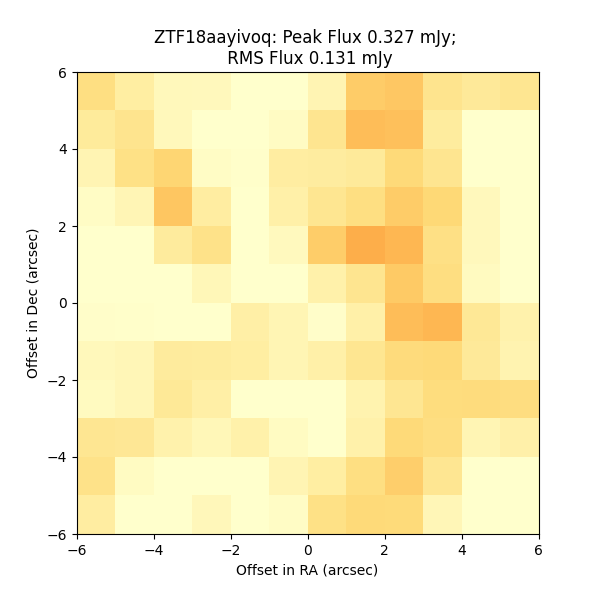 ZTF18aayivoq: Peak Flux 0.327 mJy;
RMS Flux 0.131 mJy
6
4
2
0
−2
−4
−6
Offset in Dec (arcsec)
−6 −4 −2 0 2 4 6
Offset in RA (arcsec)